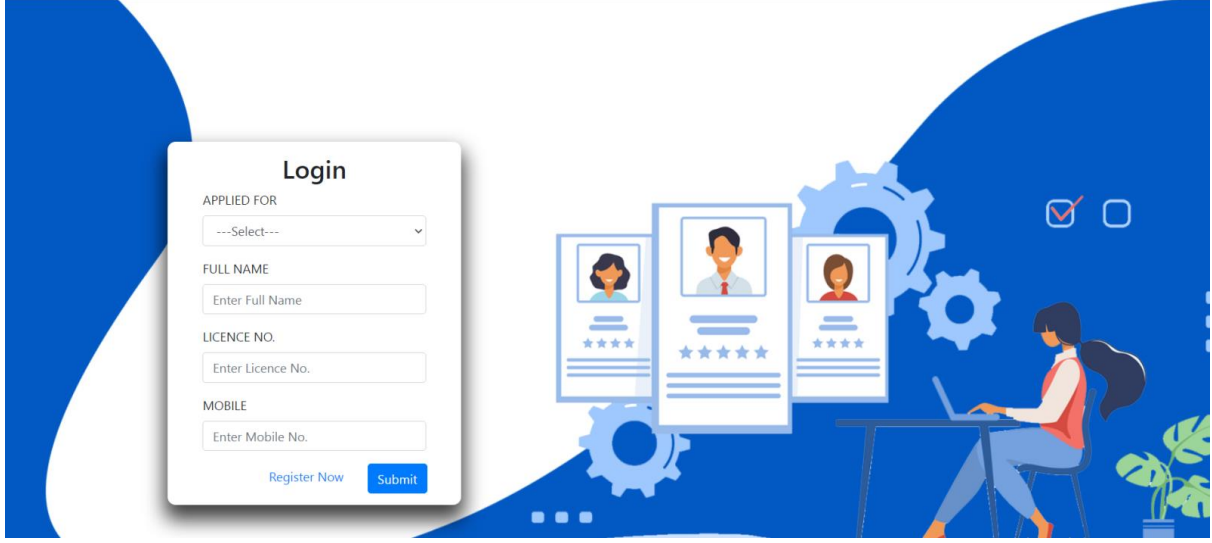 Login
APPLIED FOR
---Select---
FULL NAME
Enter Full Name
LICENCE NO.
Enter Licence No.
MOBILE
Enter Mobile No.
Register Now Submit